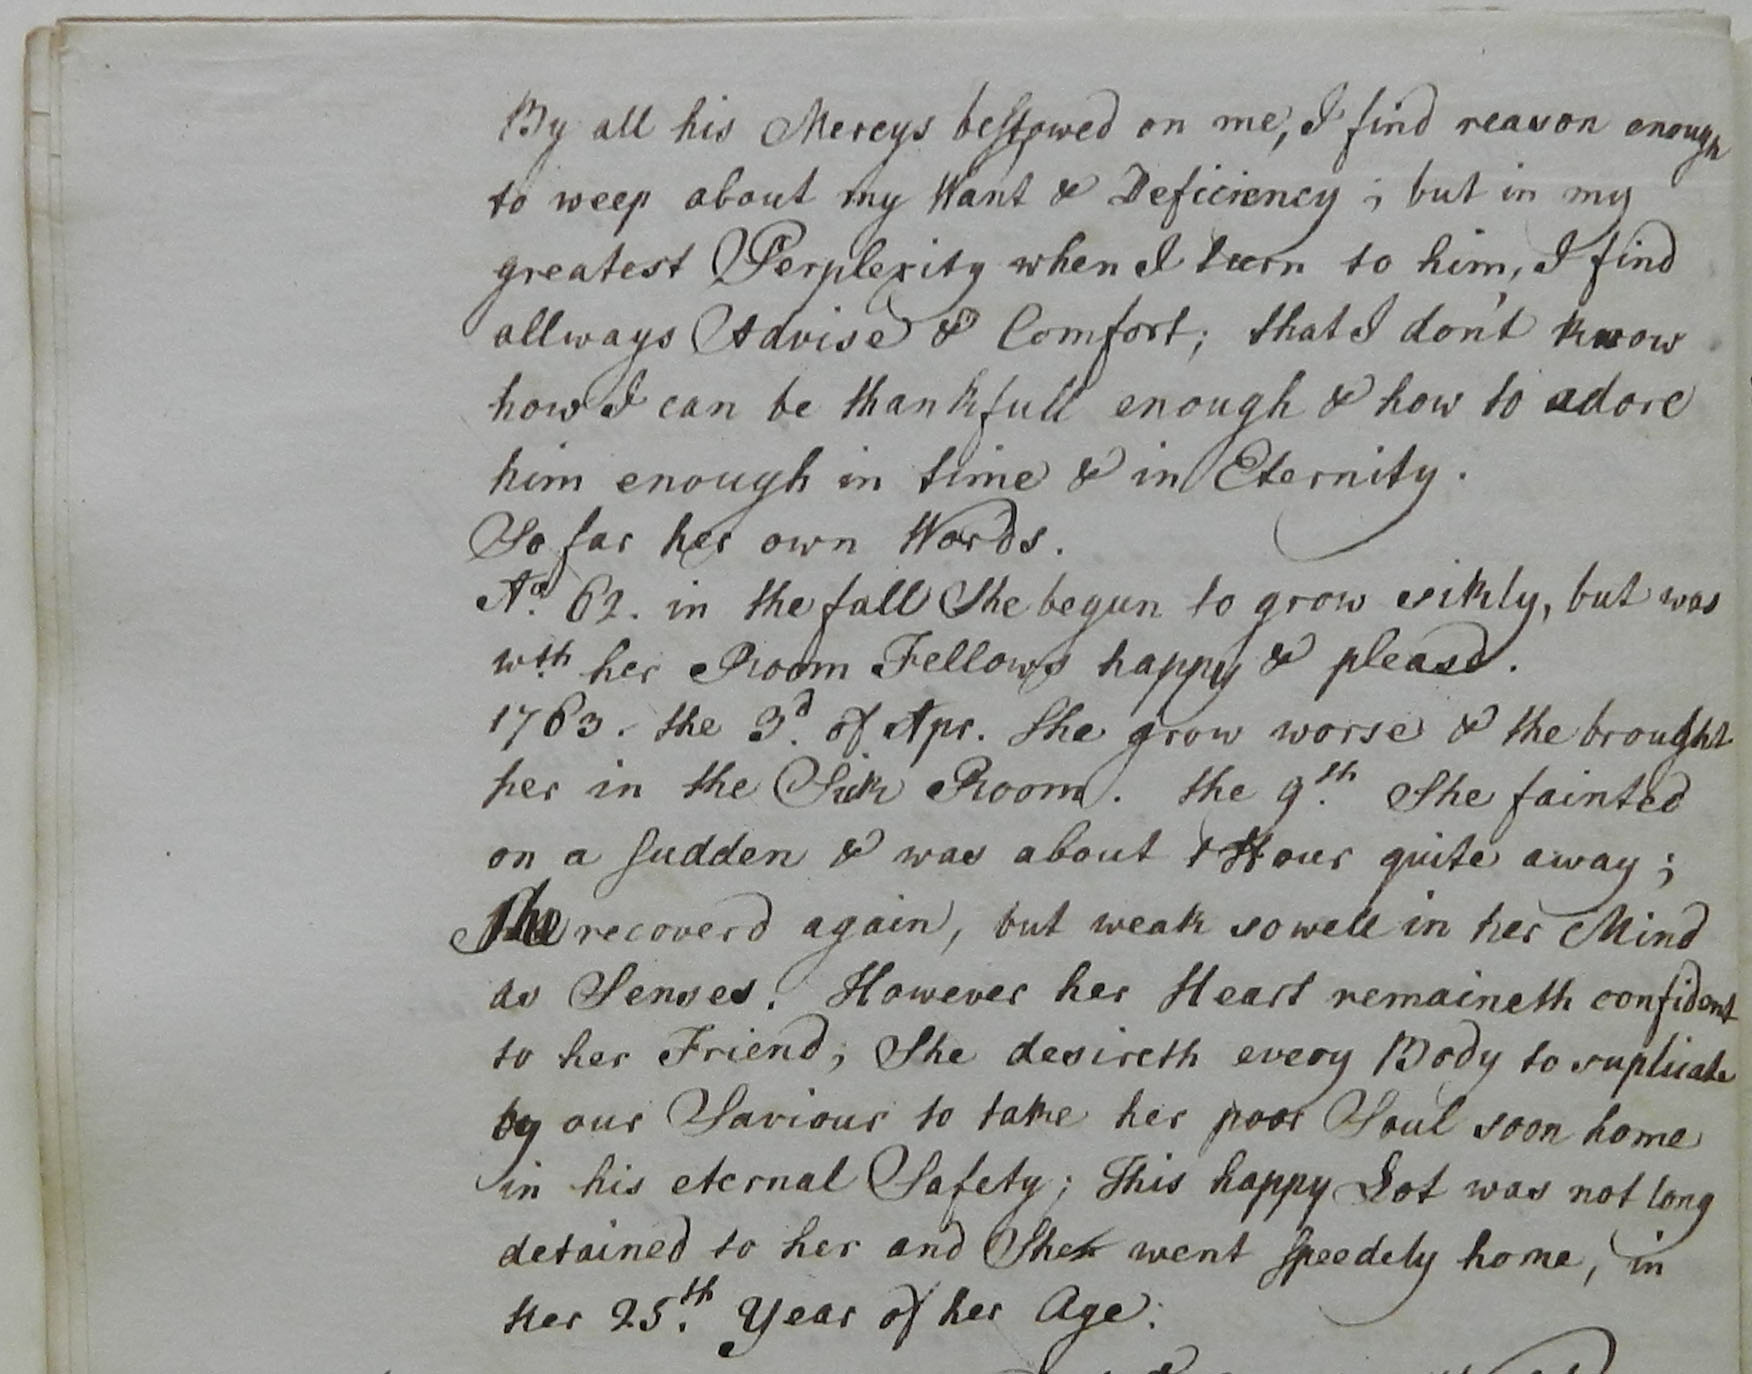 By all his Mercys bestowed on me, I find reason enough
to weep about my Want & Deficiency; but in my
greatest Perplexity when I turn to him, I find
allways Advise & Comfort; that I don't know
how I can be thankfull enough & how to adore
him enough in time & in Eternity.
So far her own Words.
Ao. 62. in the fall She begun to grow sikly, but was
wth. her Room Fellows happy & pleasd.
1763. the 3d. of Apr. She grow worse & the brought
her in the Sik Room. the 9th. She fainted
on a sudden & was about 1 Hour quite away;
She recoverd again, but weak sowell in her Mind
as Senses. However her Heart remaineth confident
to her Friend; She desireth every Body to suplicate
by our Saviour to take her poor Soul soon home
in his eternal Safety; This happy Lot was not long
detained to her and She went speedely home, in
her 25th. Year of her Age.